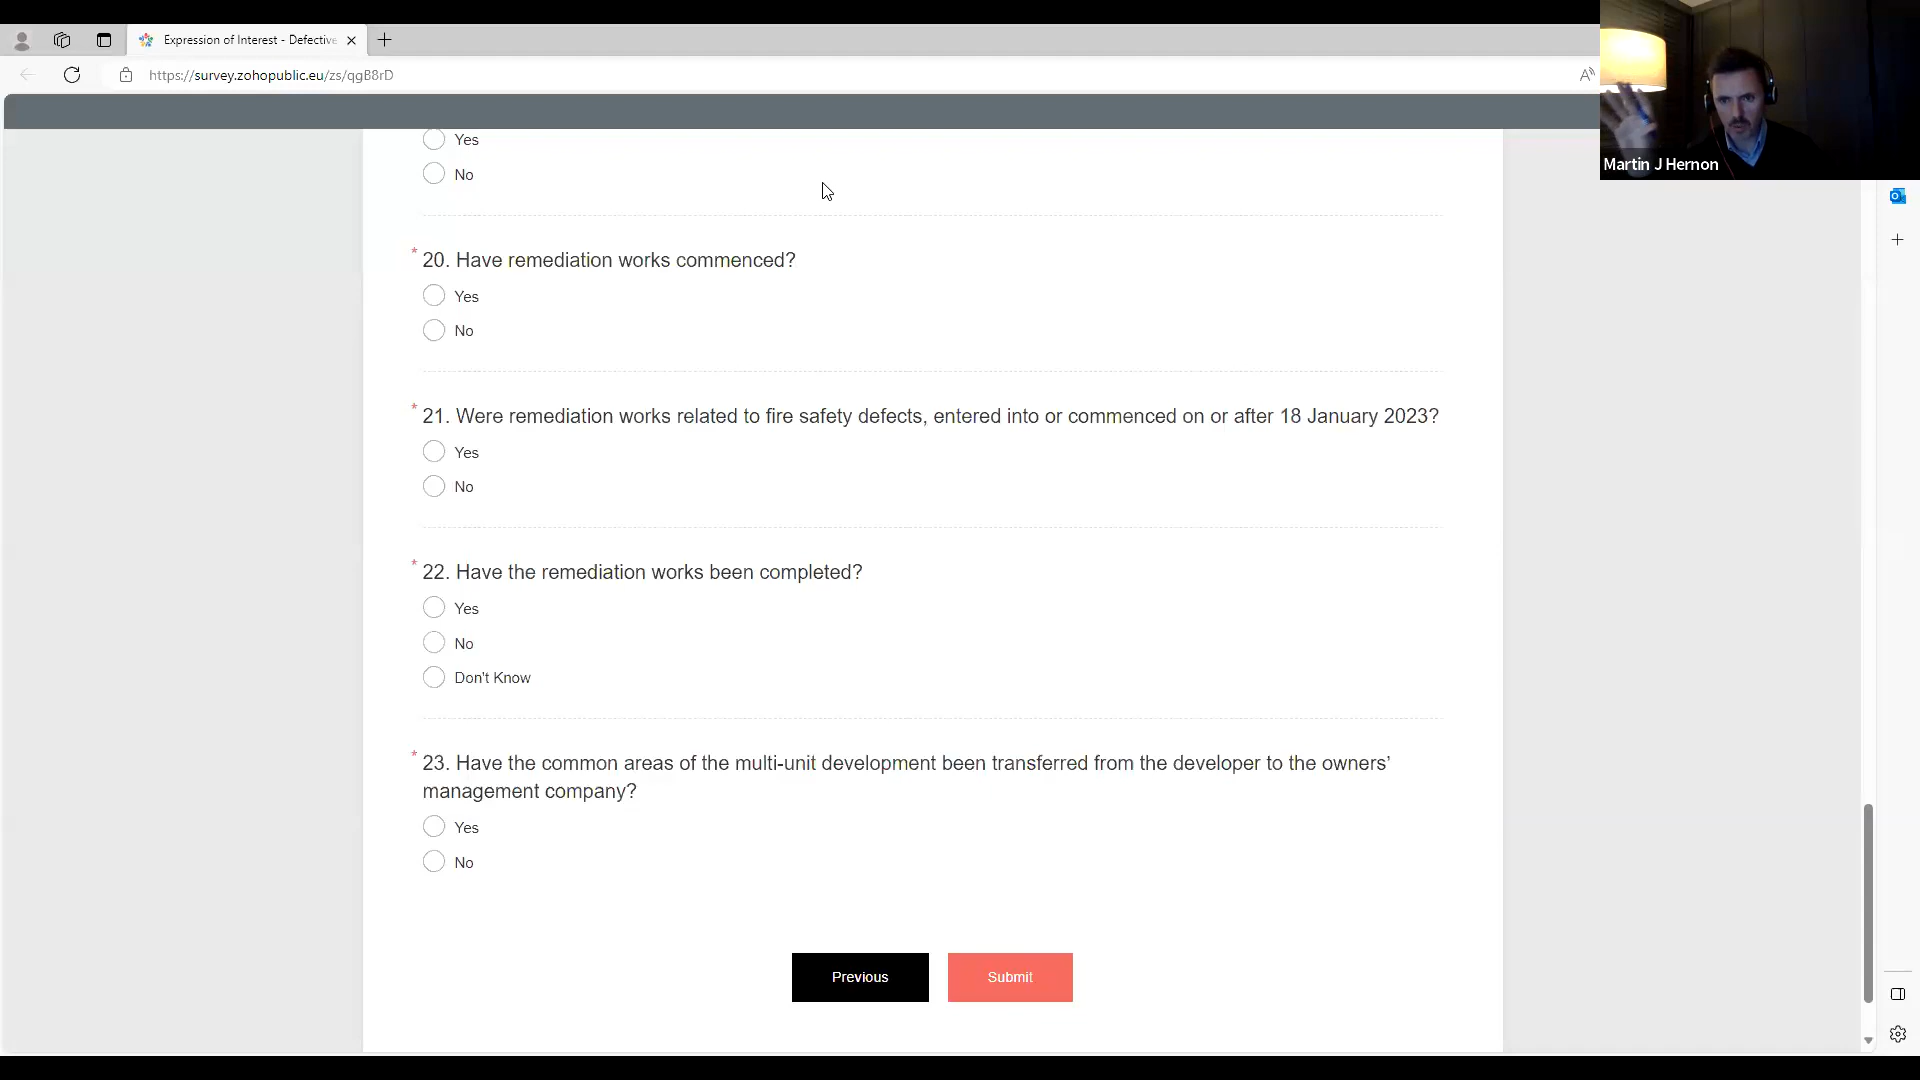 Expression of Interest - Defective
https://survey.zohopublic.eu/zs/qgB8rD
Martin J Hernon
Yes
No
* 20. Have remediation works commenced?
Yes
No
* 21. Were remediation works related to fire safety defects, entered into or commenced on or after 18 January 2023?
Yes
No
* 22. Have the remediation works been completed?
Yes
No
Don't Know
* 23. Have the common areas of the multi-unit development been transferred from the developer to the owners’
management company?
Yes
No
Previous
Submit